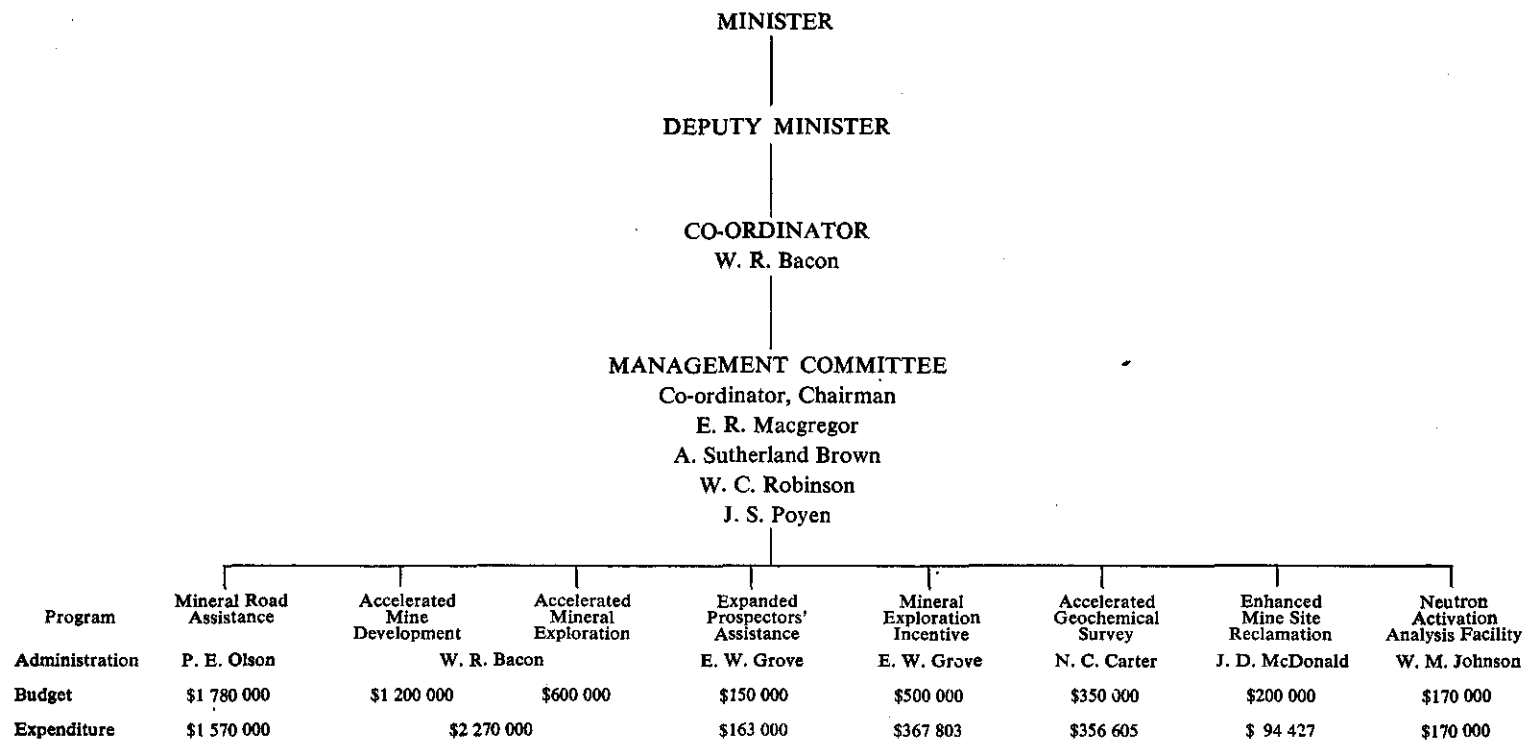 MINISTER
DEPUTY MINISTER
CO-ORDINATOR
W. R. Bacon
MANAGEMENT COMMITTEE
Co-ordinator, Chairman
E. R. Macgregor
A. Sutherland Brown
W. C. Robinson
J. S. Poyen
Program
Mineral Road
Assistance
Accelerated
Mine
Development
Accelerated
Mineral
Exploration
Expanded
Prospectors'
Assistance
Mineral
Exploration
Incentive
Accelerated
Geochemical
Survey
Enhanced
Mine Site
Reclamation
Neutron
Activation
Analysis Facility
Administration P. E. Olson W. R. Bacon E. W. Grove E. W. Grove N. C. Carter J. D. McDonald W. M. Johnson
Budget $1 780 000 $1 200 000 $600 000 $150 000 $500 000 $350 000 $200 000 $170 000
Expenditure $1 570 000 $2 270 000 $163 000 $367 803 $356 605 $ 94 427 $170 000